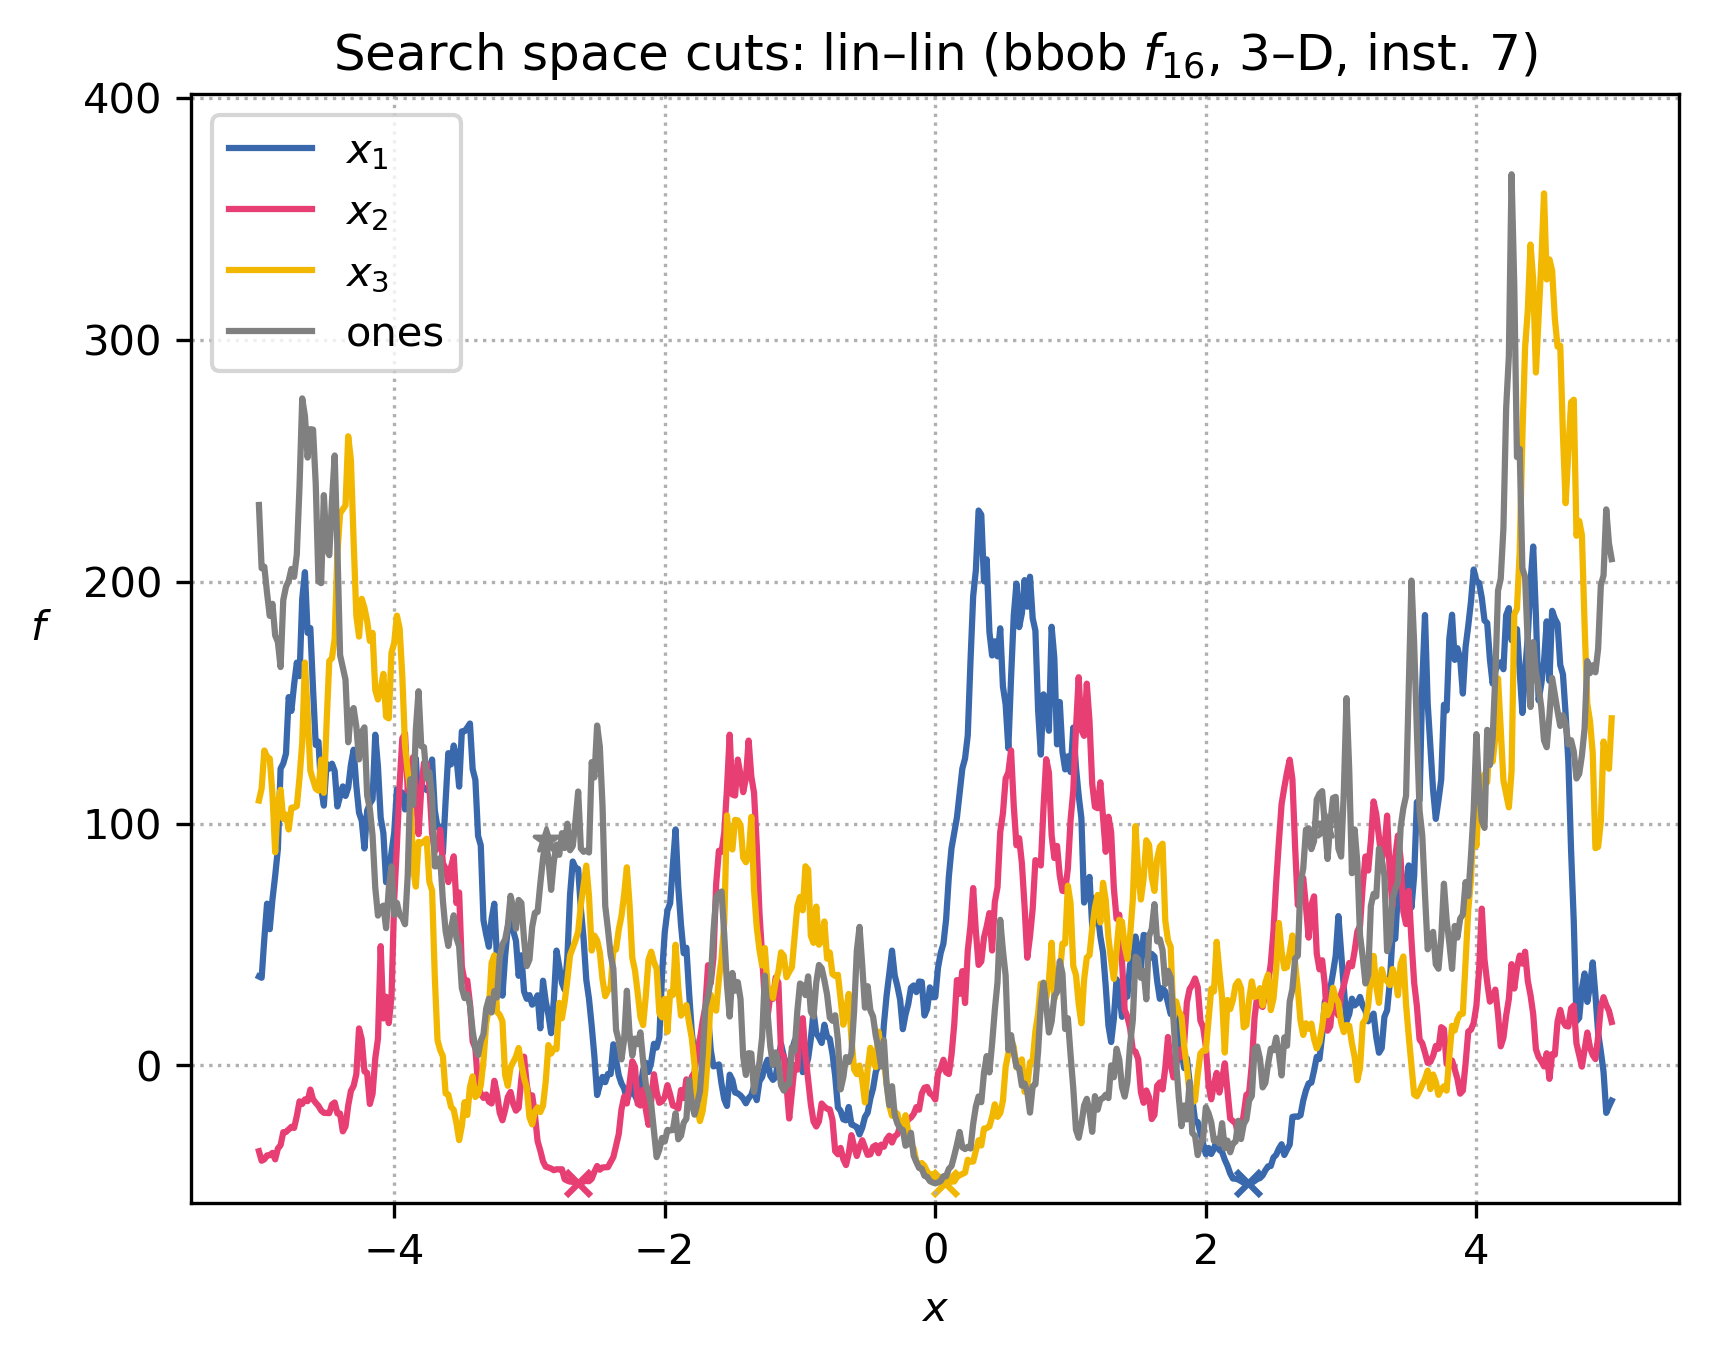 Search space cuts: lin–lin (bbob f₁₆, 3–D, inst. 7)
400
300
200
100
0
f
x₁
x₂
x₃
ones
−4
−2
0
2
4
x